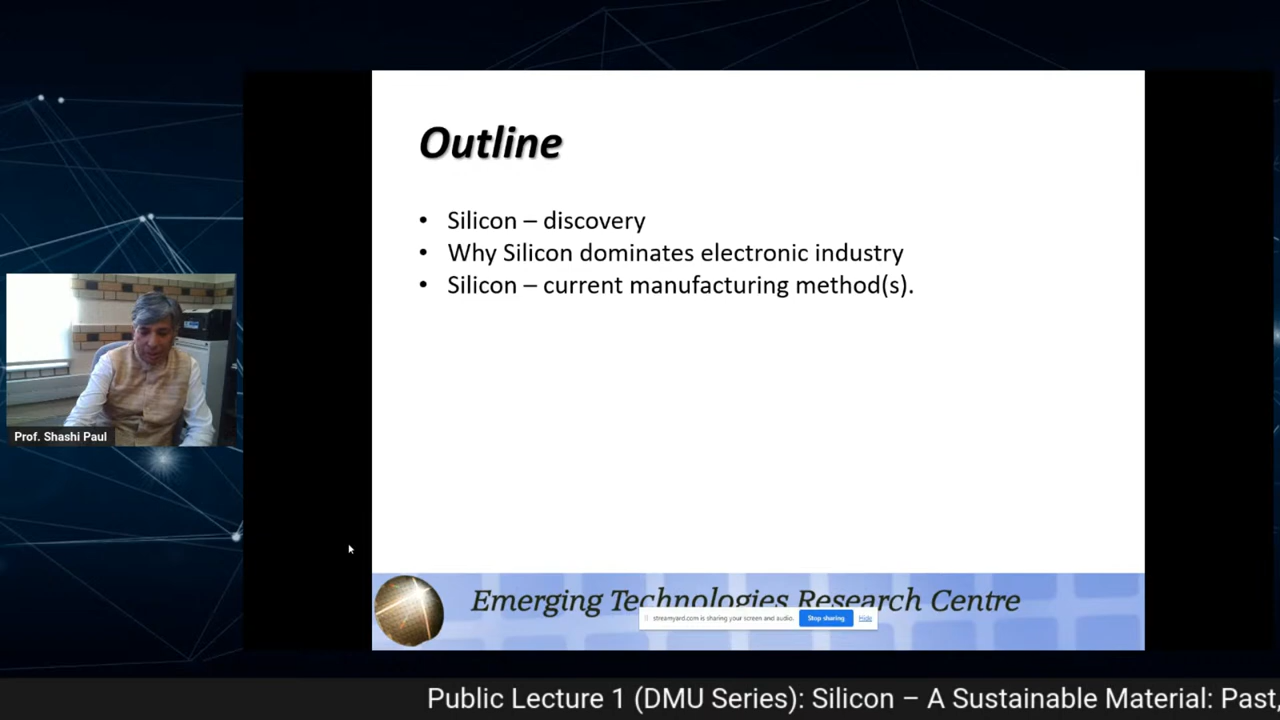 Outline
• Silicon – discovery
• Why Silicon dominates electronic industry
• Silicon – current manufacturing method(s).
Prof. Shashi Paul
Emerging Technologies Research Centre
streamyard.com is sharing your screen and audio. Stop sharing Hide
Public Lecture 1 (DMU Series): Silicon – A Sustainable Material: Past,